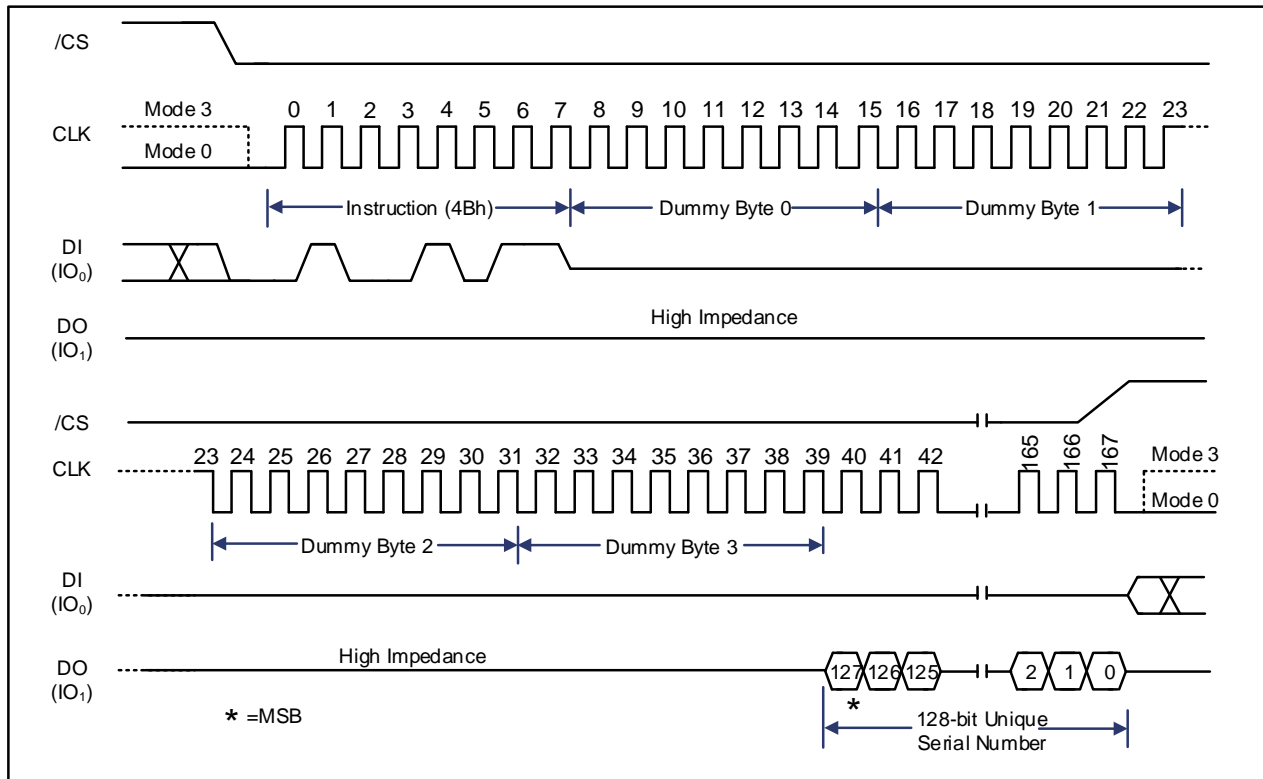 /CS
Mode 3
0 1 2 3 4 5 6 7 8 9 10 11 12 13 14 15 16 17 18 19 20 21 22 23
CLK
Mode 0
Instruction (4Bh) Dummy Byte 0 Dummy Byte 1
DI
(IO₀)
DO
(IO₁)
High Impedance
/CS
CLK
23 24 25 26 27 28 29 30 31 32 33 34 35 36 37 38 39 40 41 42 165 166 167
Mode 3
Mode 0
Dummy Byte 2 Dummy Byte 3
DI
(IO₀)
DO
(IO₁)
High Impedance
127 126 125 2 1 0
* =MSB
*
128-bit Unique
Serial Number